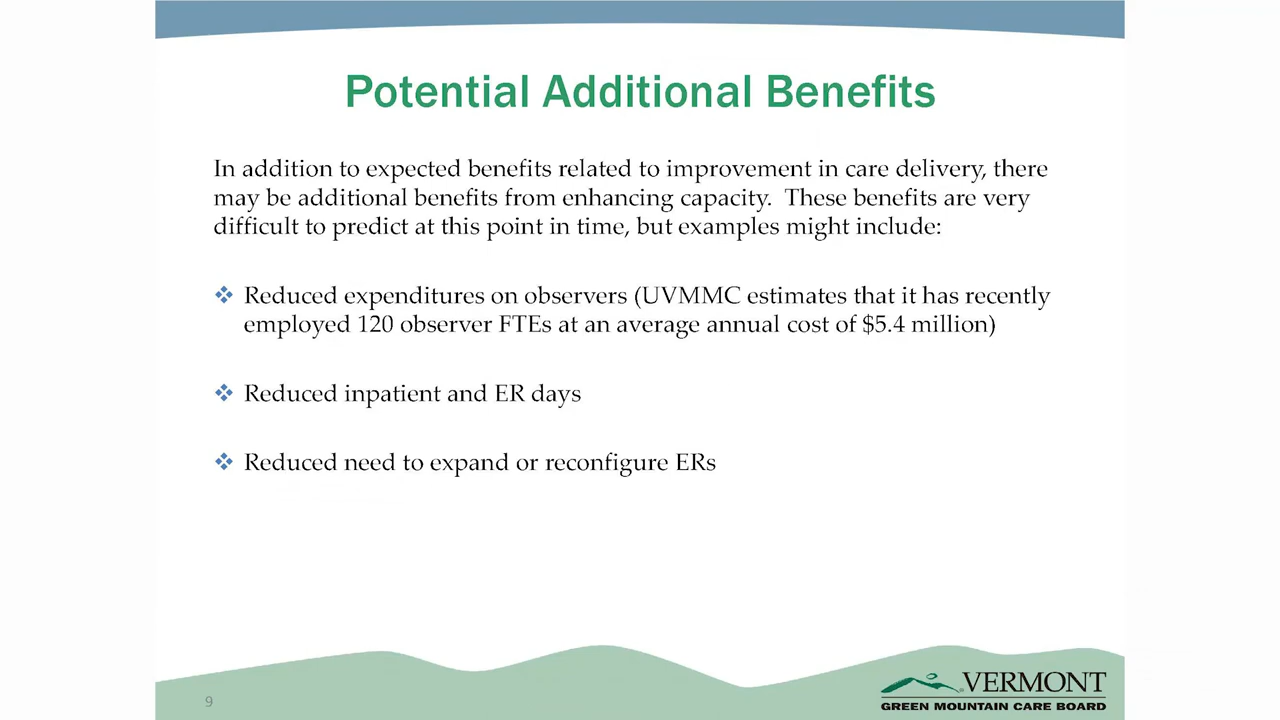 Potential Additional Benefits
In addition to expected benefits related to improvement in care delivery, there
may be additional benefits from enhancing capacity.  These benefits are very
difficult to predict at this point in time, but examples might include:
❖ Reduced expenditures on observers (UVMMC estimates that it has recently
employed 120 observer FTEs at an average annual cost of $5.4 million)
❖ Reduced inpatient and ER days
❖ Reduced need to expand or reconfigure ERs
9
VERMONT
GREEN MOUNTAIN CARE BOARD